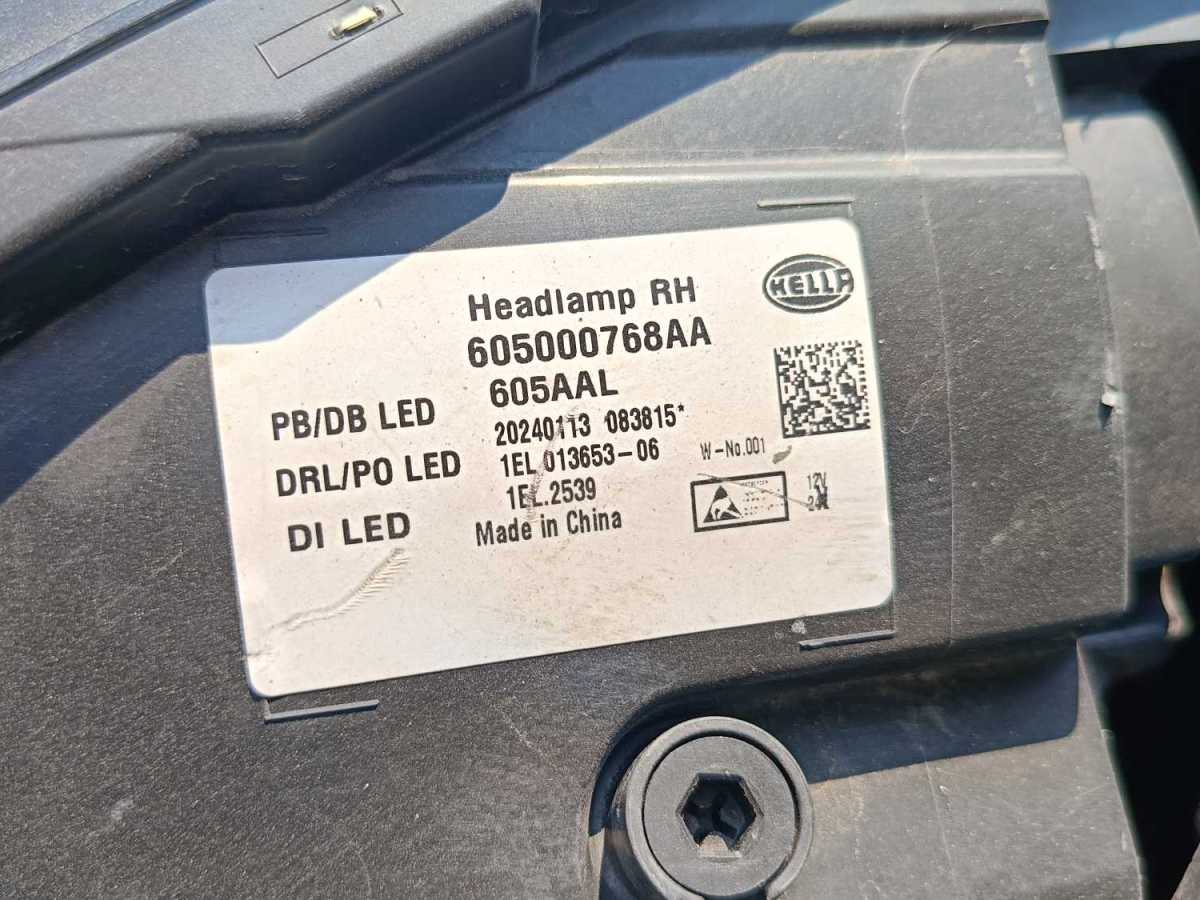 HELLA
Headlamp RH
605000768AA
605AAL
PB/DB LED
20240113 083815*
DRL/PO LED
1EL 013653-06
W-No.001
1EL.2539
12V
DI LED
Made in China